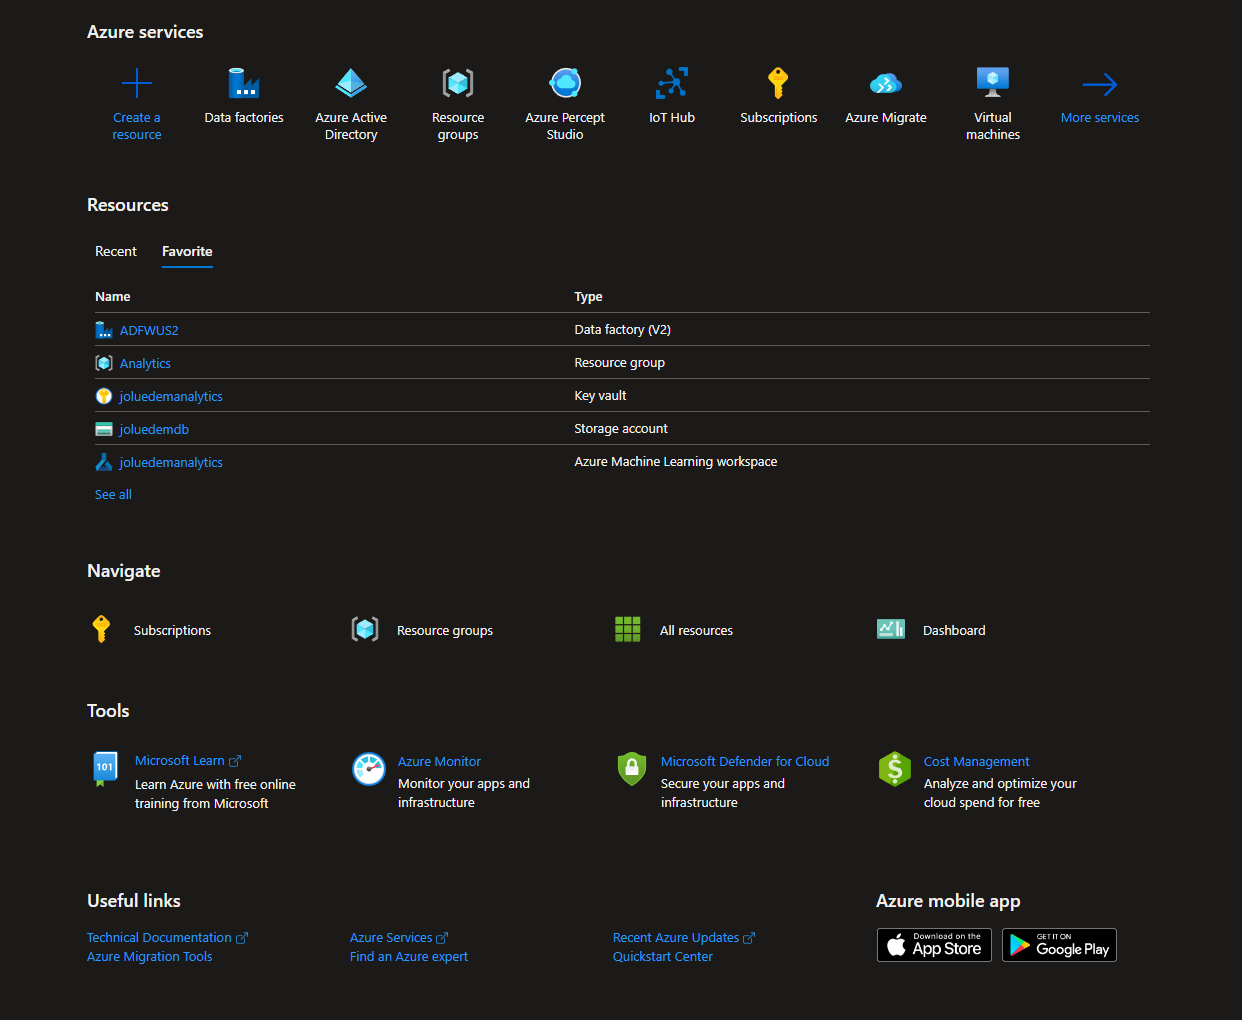 Azure services
Create a
resource
Data factories
Azure Active
Directory
Resource
groups
Azure Percept
Studio
IoT Hub
Subscriptions
Azure Migrate
Virtual
machines
More services
Resources
Recent
Favorite
Name
Type
ADFWUS2
Data factory (V2)
Analytics
Resource group
joluedemanalytics
Key vault
joluedemdb
Storage account
joluedemanalytics
Azure Machine Learning workspace
See all
Navigate
Subscriptions
Resource groups
All resources
Dashboard
Tools
101
Microsoft Learn
Learn Azure with free online
training from Microsoft
Azure Monitor
Monitor your apps and
infrastructure
Microsoft Defender for Cloud
Secure your apps and
infrastructure
$
Cost Management
Analyze and optimize your
cloud spend for free
Useful links
Technical Documentation
Azure Migration Tools
Azure Services
Find an Azure expert
Recent Azure Updates
Quickstart Center
Azure mobile app
Download on the
App Store
GET IT ON
Google Play